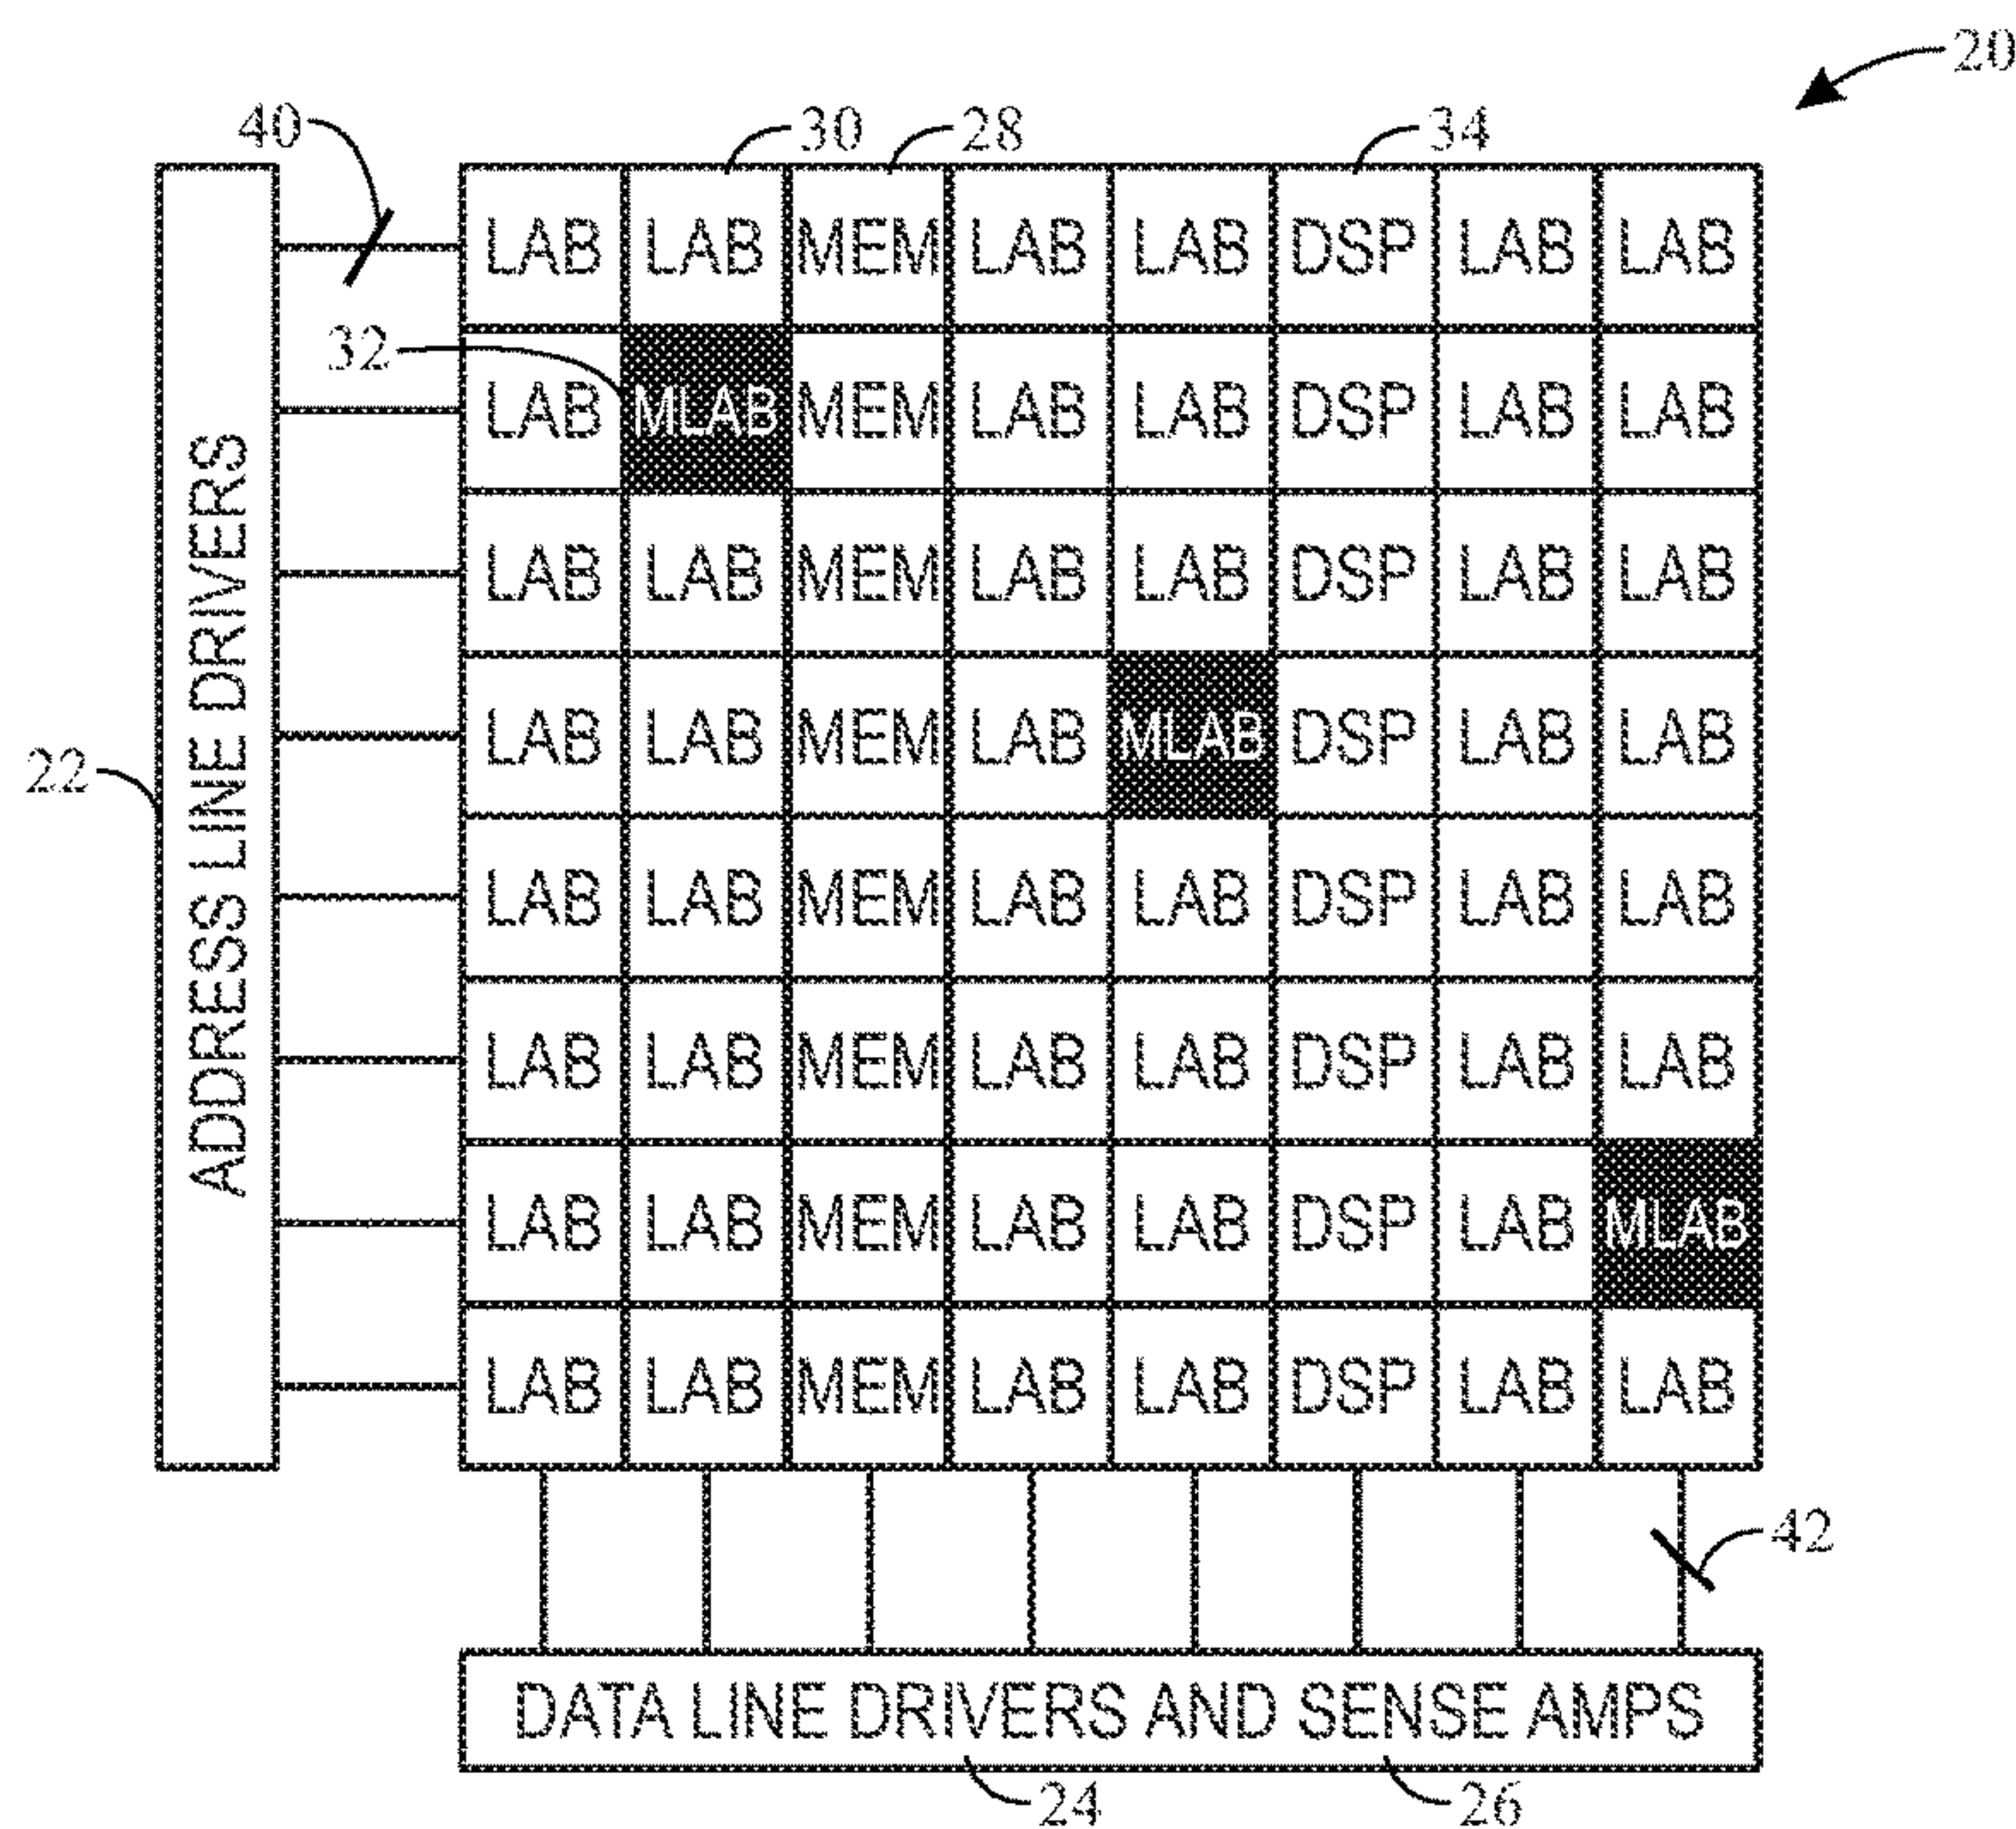 20
40 30 28 34
LAB LAB MEM LAB LAB DSP LAB LAB
32
LAB MLAB MEM LAB LAB DSP LAB LAB
LAB LAB MEM LAB LAB DSP LAB LAB
LAB LAB MEM LAB MLAB DSP LAB LAB
22
ADDRESS LINE DRIVERS
LAB LAB MEM LAB LAB DSP LAB LAB
LAB LAB MEM LAB LAB DSP LAB LAB
LAB LAB MEM LAB LAB DSP LAB MLAB
LAB LAB MEM LAB LAB DSP LAB LAB
42
DATA LINE DRIVERS AND SENSE AMPS
24 26